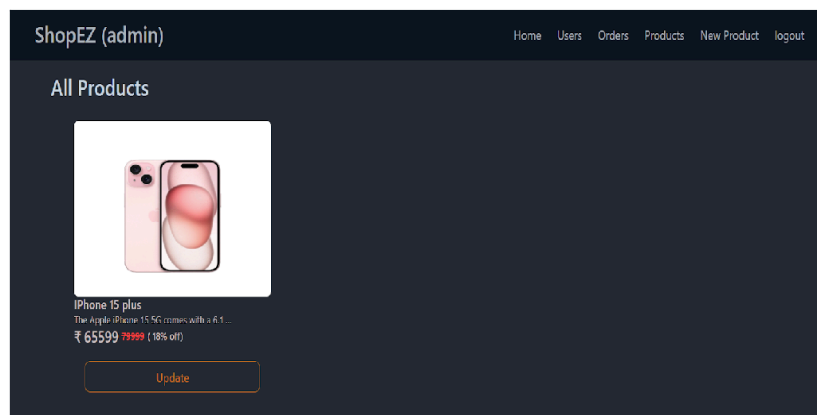 ShopEZ (admin)
Home Users Orders Products New Product logout
All Products
IPhone 15 plus
The Apple iPhone 15 5G comes with a 6.1 ...
₹ 65599 79999 ( 18% off)
Update